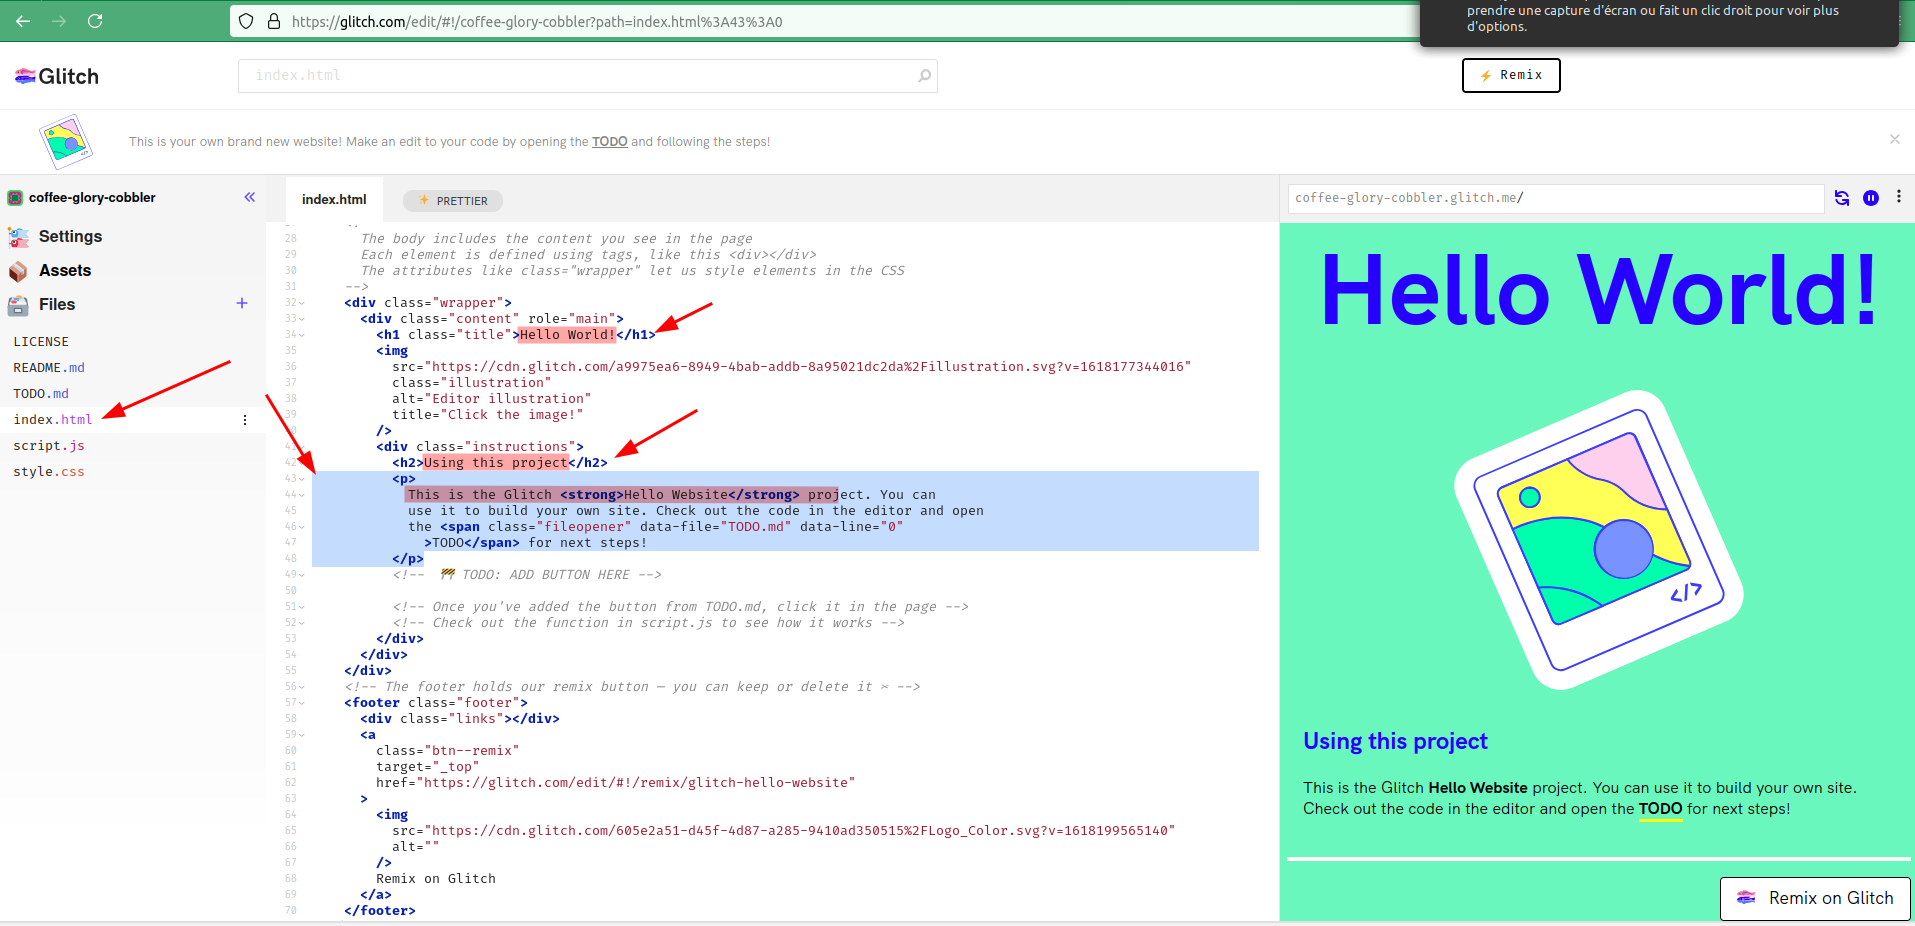 https://glitch.com/edit/#!/coffee-glory-cobbler?path=index.html%3A43%3A0
prendre une capture d'écran ou fait un clic droit pour voir plus
d'options.
Glitch
index.html
⚡ Remix
This is your own brand new website! Make an edit to your code by opening the TODO and following the steps!
coffee-glory-cobbler
«
Settings
Assets
Files +
LICENSE
README.md
TODO.md
index.html
script.js
style.css
index.html
✨ PRETTIER
28 The body includes the content you see in the page
29 Each element is defined using tags, like this <div></div>
30 The attributes like class="wrapper" let us style elements in the CSS
31 -->
32 <div class="wrapper">
33 <div class="content" role="main">
34 <h1 class="title">Hello World!</h1>
35 <img
36 src="https://cdn.glitch.com/a9975ea6-8949-4bab-addb-8a95021dc2da%2Fillustration.svg?v=1618177344016"
37 class="illustration"
38 alt="Editor illustration"
39 title="Click the image!"
40 />
41 <div class="instructions">
42 <h2>Using this project</h2>
43 <p>
44 This is the Glitch <strong>Hello Website</strong> project. You can
45 use it to build your own site. Check out the code in the editor and open
46 the <span class="fileopener" data-file="TODO.md" data-line="0"
47 >TODO</span> for next steps!
48 </p>
49 <!-- 🚧 TODO: ADD BUTTON HERE -->
50
51 <!-- Once you've added the button from TODO.md, click it in the page -->
52 <!-- Check out the function in script.js to see how it works -->
53 </div>
54 </div>
55 </div>
56 <!-- The footer holds our remix button — you can keep or delete it ✂ -->
57 <footer class="footer">
58 <div class="links"></div>
59 <a
60 class="btn--remix"
61 target="_top"
62 href="https://glitch.com/edit/#!/remix/glitch-hello-website"
63 >
64 <img
65 src="https://cdn.glitch.com/605e2a51-d45f-4d87-a285-9410ad350515%2FLogo_Color.svg?v=1618199565140"
66 alt=""
67 />
68 Remix on Glitch
69 </a>
70 </footer>
coffee-glory-cobbler.glitch.me/
Hello World!
</>
Using this project
This is the Glitch Hello Website project. You can use it to build your own site.
Check out the code in the editor and open the TODO for next steps!
Remix on Glitch